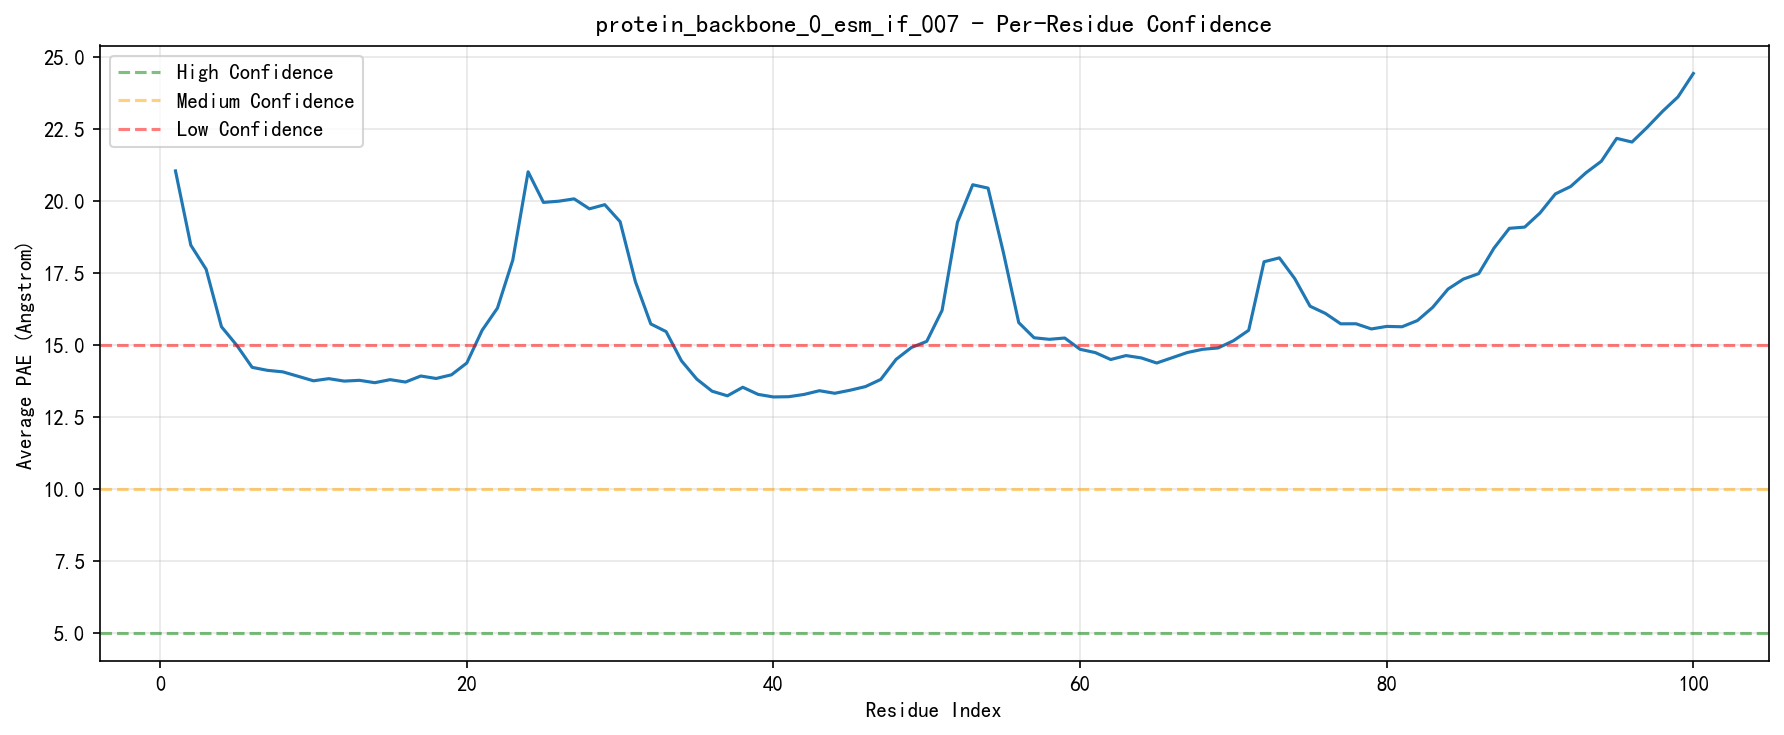 protein_backbone_0_esm_if_007 - Per-Residue Confidence
High Confidence
Medium Confidence
Low Confidence
25.0
22.5
20.0
17.5
15.0
12.5
10.0
7.5
5.0
Average PAE (Angstrom)
0 20 40 60 80 100
Residue Index